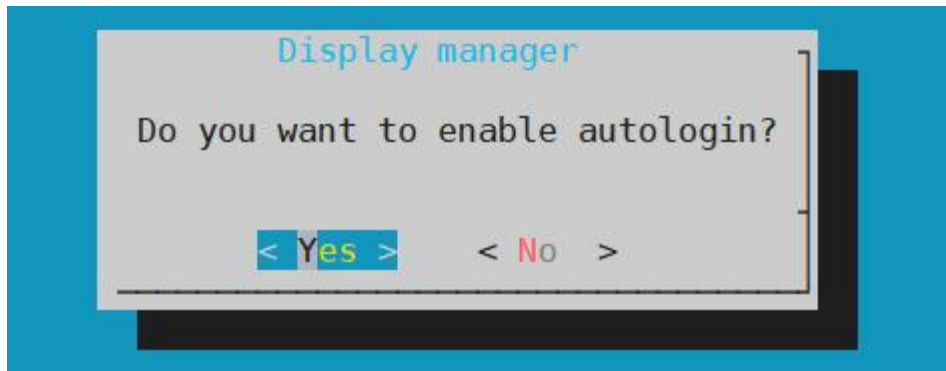 Display manager
Do you want to enable autologin?
< Yes > < No >